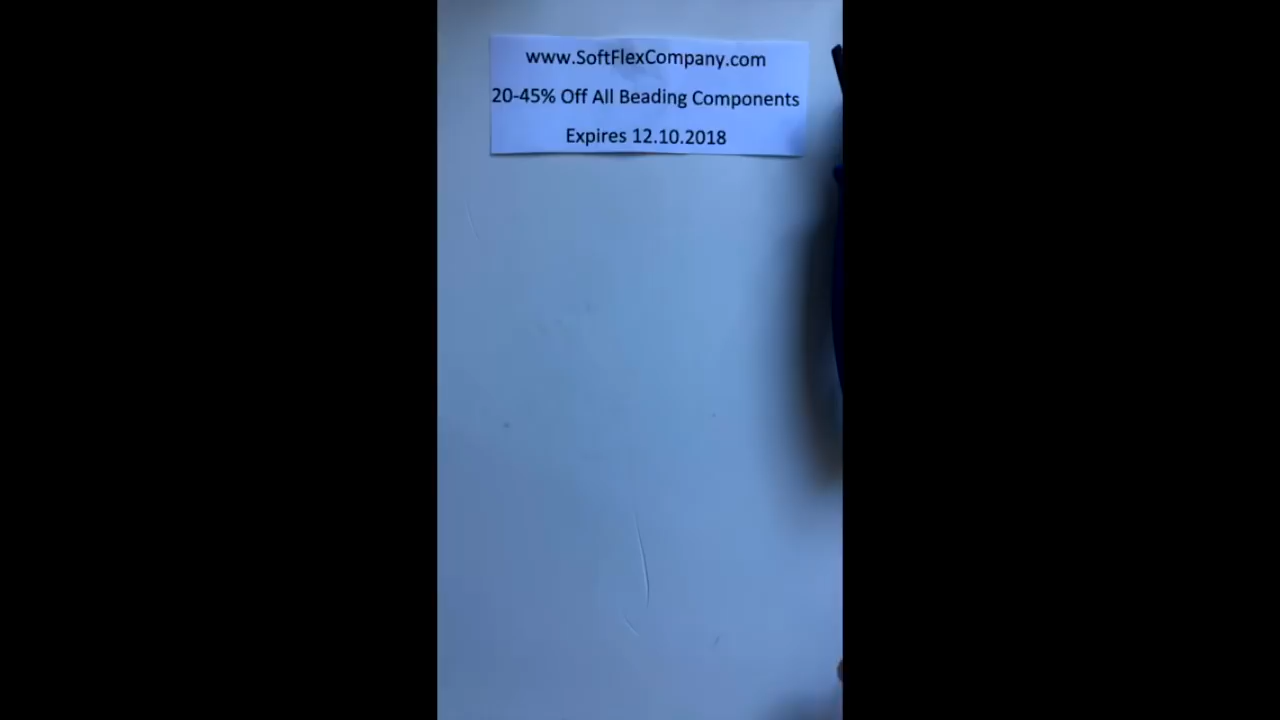 www.SoftFlexCompany.com
20-45% Off All Beading Components
Expires 12.10.2018